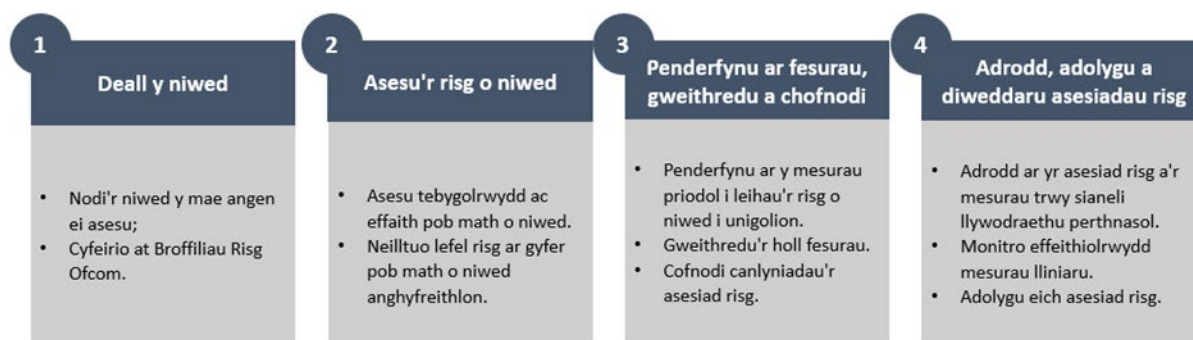 1
Deall y niwed
• Nodi'r niwed y mae angen
ei asesu;
• Cyfeirio at Broffiliau Risg
Ofcom.
2
Asesu'r risg o niwed
• Asesu tebygolrwydd ac
effaith pob math o niwed.
• Neilltuo lefel risg ar gyfer
pob math o niwed
anghyfreithlon.
3
Penderfynu ar fesurau,
gweithredu a chofnodi
• Penderfynu ar y mesurau
priodol i leihau'r risg o
niwed i unigolion.
• Gweithredu'r holl fesurau.
• Cofnodi canlyniadau'r
asesiad risg.
4
Adrodd, adolygu a
diweddaru asesiadau risg
• Adrodd ar yr asesiad risg a'r
mesurau trwy sianeli
llywodraethu perthnasol.
• Monitro effeithiolrwydd
mesurau lliniaru.
• Adolygu eich asesiad risg.